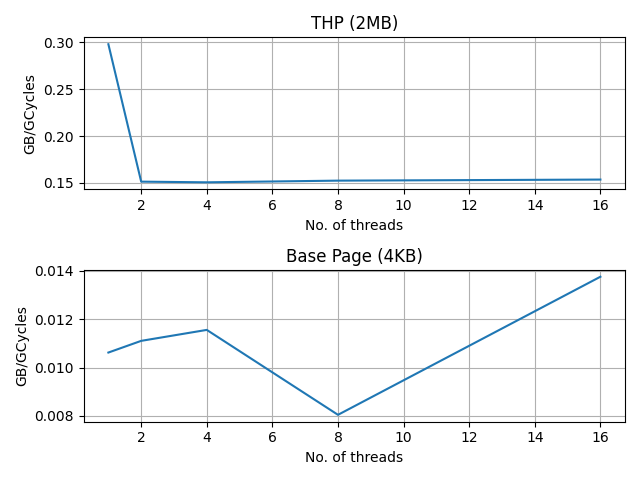 THP (2MB)
0.30
0.25
0.20
0.15
GB/GCycles
2 4 6 8 10 12 14 16
No. of threads
Base Page (4KB)
0.014
0.012
0.010
0.008
GB/GCycles
2 4 6 8 10 12 14 16
No. of threads